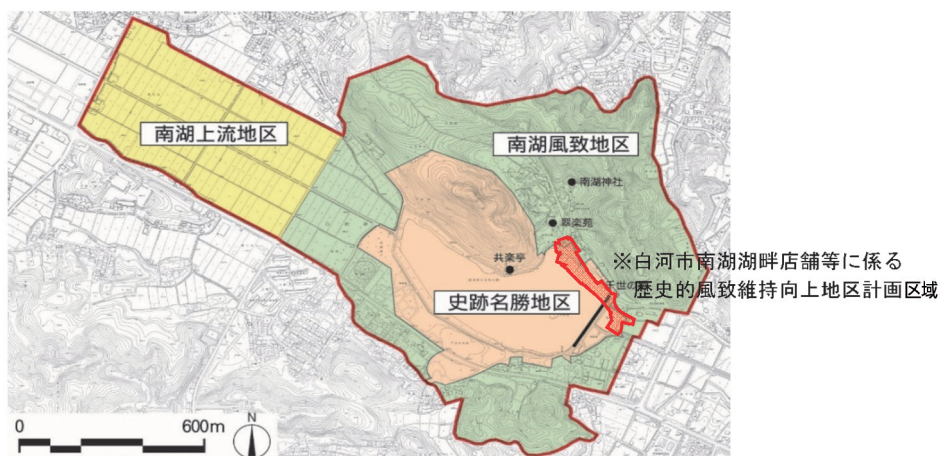 南湖上流地区
南湖風致地区
南湖神社
翠楽苑
共楽亭
※白河市南湖湖畔店舗等に係る
歴史的風致維持向上地区計画区域
千世の
史跡名勝地区
0 600m
N